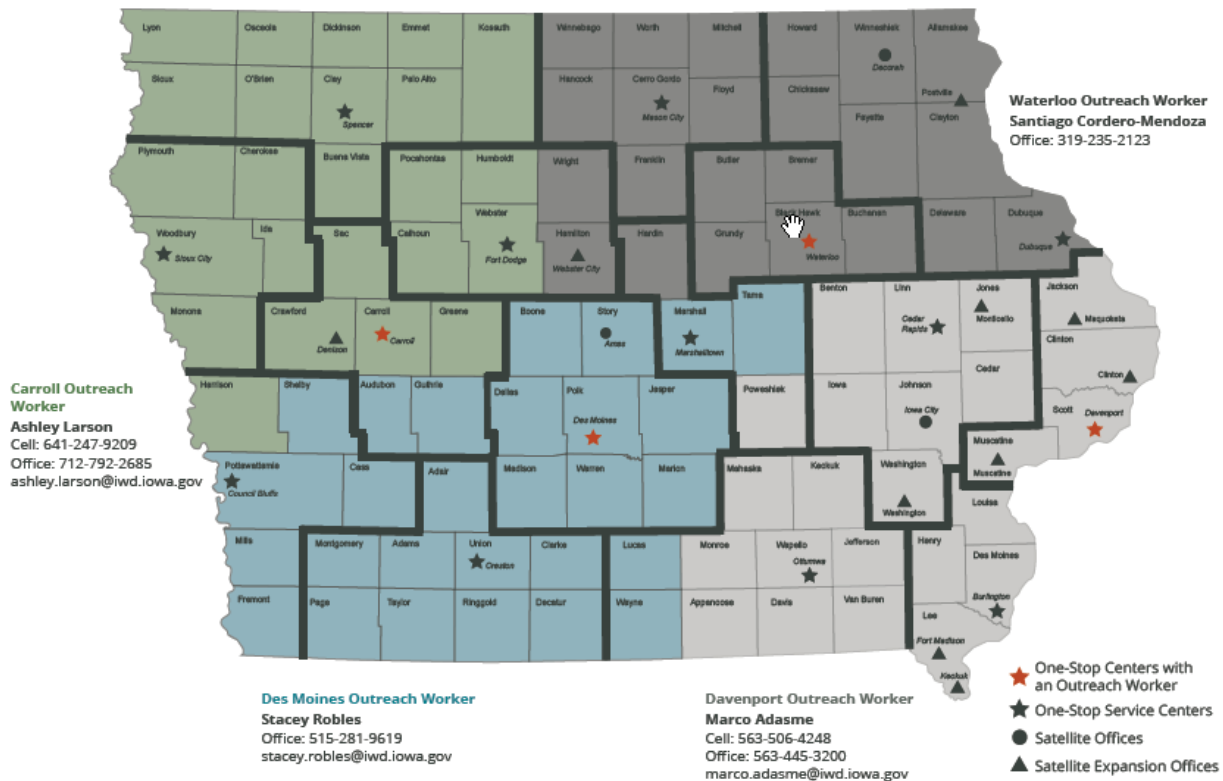 Lyon
Osceola
Dickinson
Emmet
Kossuth
Winnebago
Worth
Mitchell
Howard
Winneshiek
Allamakee
Decorah
Sioux
O'Brien
Clay
Palo Alto
Hancock
Cerro Gordo
Floyd
Chickasaw
Postville
Spencer
Mason City
Fayette
Clayton
Waterloo Outreach Worker
Santiago Cordero-Mendoza
Office: 319-235-2123
Plymouth
Cherokee
Buena Vista
Pocahontas
Humboldt
Wright
Franklin
Butler
Bremer
Webster
Black Hawk
Buchanan
Delaware
Dubuque
Woodbury
Ida
Sac
Calhoun
Hamilton
Hardin
Grundy
Sioux City
Fort Dodge
Webster City
Waterloo
Dubuque
Monona
Crawford
Carroll
Greene
Boone
Story
Marshall
Tama
Benton
Linn
Jones
Jackson
Denison
Carroll
Ames
Marshalltown
Cedar
Rapids
Monticello
Maquoketa
Clinton
Harrison
Shelby
Audubon
Guthrie
Dallas
Polk
Jasper
Poweshiek
Iowa
Johnson
Cedar
Clinton
Des Moines
Iowa City
Scott
Davenport
Carroll Outreach
Worker
Ashley Larson
Cell: 641-247-9209
Office: 712-792-2685
ashley.larson@iwd.iowa.gov
Pottawattamie
Cass
Adair
Madison
Warren
Marion
Mahaska
Keokuk
Washington
Muscatine
Muscatine
Council Bluffs
Washington
Louisa
Mills
Montgomery
Adams
Union
Clarke
Lucas
Monroe
Wapello
Jefferson
Henry
Des Moines
Creston
Ottumwa
Fremont
Page
Taylor
Ringgold
Decatur
Wayne
Appanoose
Davis
Van Buren
Lee
Burlington
Fort Madison
Keokuk
One-Stop Centers with
an Outreach Worker
One-Stop Service Centers
Satellite Offices
Satellite Expansion Offices
Des Moines Outreach Worker
Stacey Robles
Office: 515-281-9619
stacey.robles@iwd.iowa.gov
Davenport Outreach Worker
Marco Adasme
Cell: 563-506-4248
Office: 563-445-3200
marco.adasme@iwd.iowa.gov